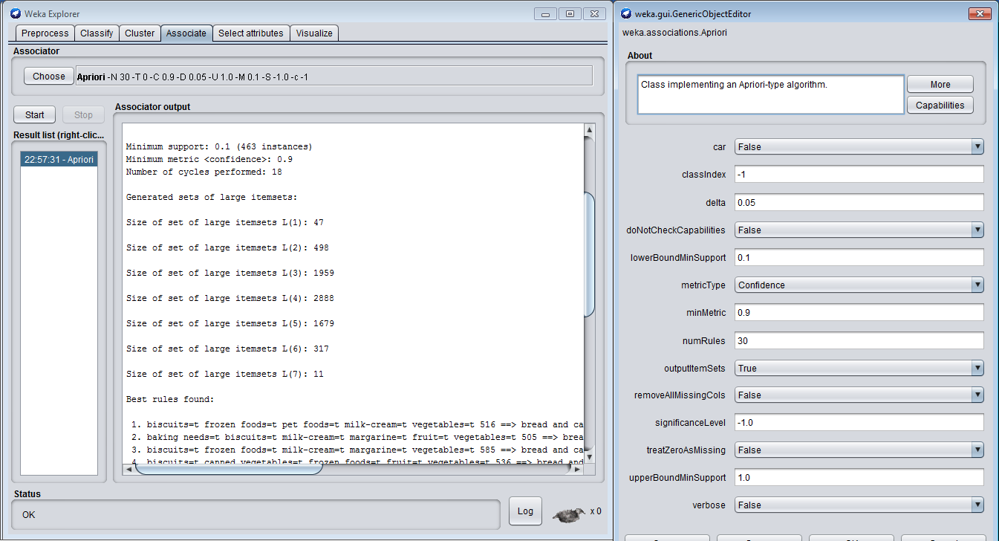 Weka Explorer
Preprocess Classify Cluster Associate Select attributes Visualize
Associator
Choose Apriori -N 30 -T 0 -C 0.9 -D 0.05 -U 1.0 -M 0.1 -S -1.0 -c -1
Start Stop
Result list (right-clic...
22:57:31 - Apriori
Associator output
Minimum support: 0.1 (463 instances)
Minimum metric <confidence>: 0.9
Number of cycles performed: 18
Generated sets of large itemsets:
Size of set of large itemsets L(1): 47
Size of set of large itemsets L(2): 498
Size of set of large itemsets L(3): 1959
Size of set of large itemsets L(4): 2888
Size of set of large itemsets L(5): 1679
Size of set of large itemsets L(6): 317
Size of set of large itemsets L(7): 11
Best rules found:
1. biscuits=t frozen foods=t pet foods=t milk-cream=t vegetables=t 516 ==> bread and ca
2. baking needs=t biscuits=t milk-cream=t margarine=t fruit=t vegetables=t 505 ==> brea
3. biscuits=t frozen foods=t milk-cream=t margarine=t vegetables=t 585 ==> bread and ca
4. biscuits=t canned vegetables=t frozen foods=t fruit=t vegetables=t 536 ==> bread and
Status
OK
Log
x 0
weka.gui.GenericObjectEditor
weka.associations.Apriori
About
Class implementing an Apriori-type algorithm.
More
Capabilities
car False
classIndex -1
delta 0.05
doNotCheckCapabilities False
lowerBoundMinSupport 0.1
metricType Confidence
minMetric 0.9
numRules 30
outputItemSets True
removeAllMissingCols False
significanceLevel -1.0
treatZeroAsMissing False
upperBoundMinSupport 1.0
verbose False